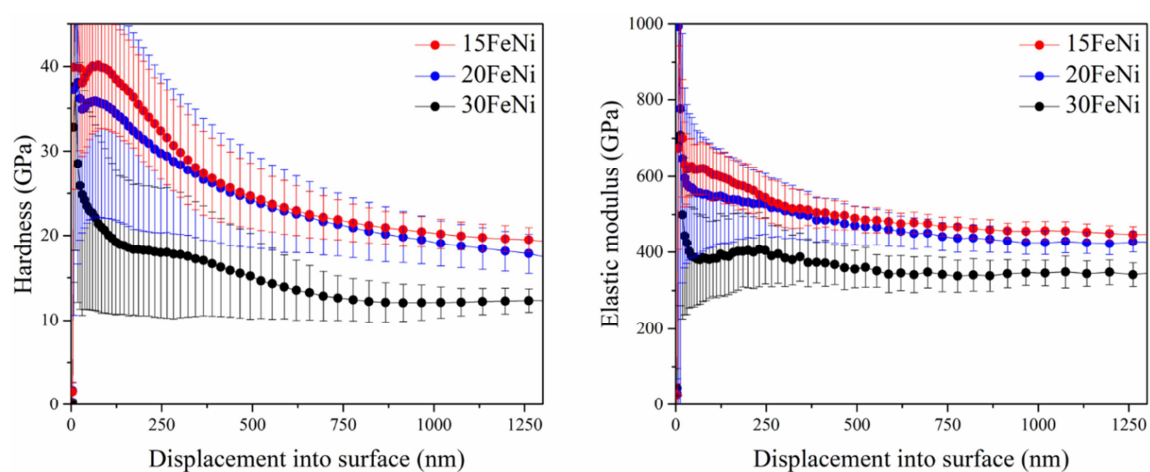 15FeNi
20FeNi
30FeNi
Hardness (GPa)
40
30
20
10
0
0
250
500
750
1000
1250
Displacement into surface (nm)
15FeNi
20FeNi
30FeNi
Elastic modulus (GPa)
1000
800
600
400
200
0
0
250
500
750
1000
1250
Displacement into surface (nm)